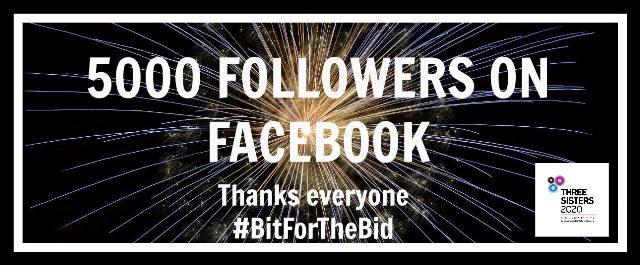 5000 FOLLOWERS ON
FACEBOOK
Thanks everyone
#BitForTheBid
THREE
SISTERS
2020